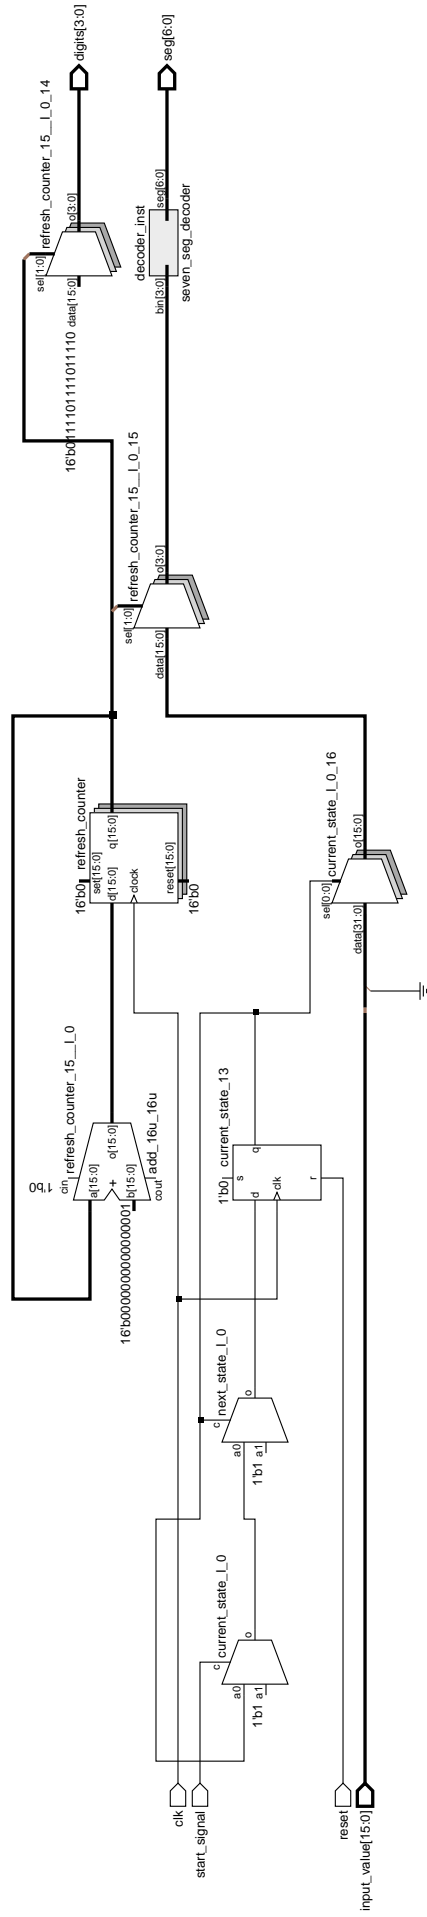 digits[3:0]
seg[6:0]
refresh_counter_15__I_0_14
sel[1:0]
o[3:0]
data[15:0]
16'b0111101111011110
decoder_inst
seg[6:0]
bin[3:0]
seven_seg_decoder
refresh_counter_15__I_0_15
sel[1:0]
o[3:0]
data[15:0]
refresh_counter
16'b0
set[15:0]
d[15:0]
q[15:0]
clock
reset[15:0]
16'b0
current_state_I_0_16
sel[0:0]
o[15:0]
data[31:0]
refresh_counter_15__I_0
1'b0
cin
a[15:0]
o[15:0]
+
b[15:0]
cout
add_16u_16u
16'b0000000000000001
current_state_13
1'b0
s
d
q
clk
r
next_state_I_0
c
a0
o
a1
1'b1
current_state_I_0
c
a0
o
a1
1'b1
clk
start_signal
reset
input_value[15:0]